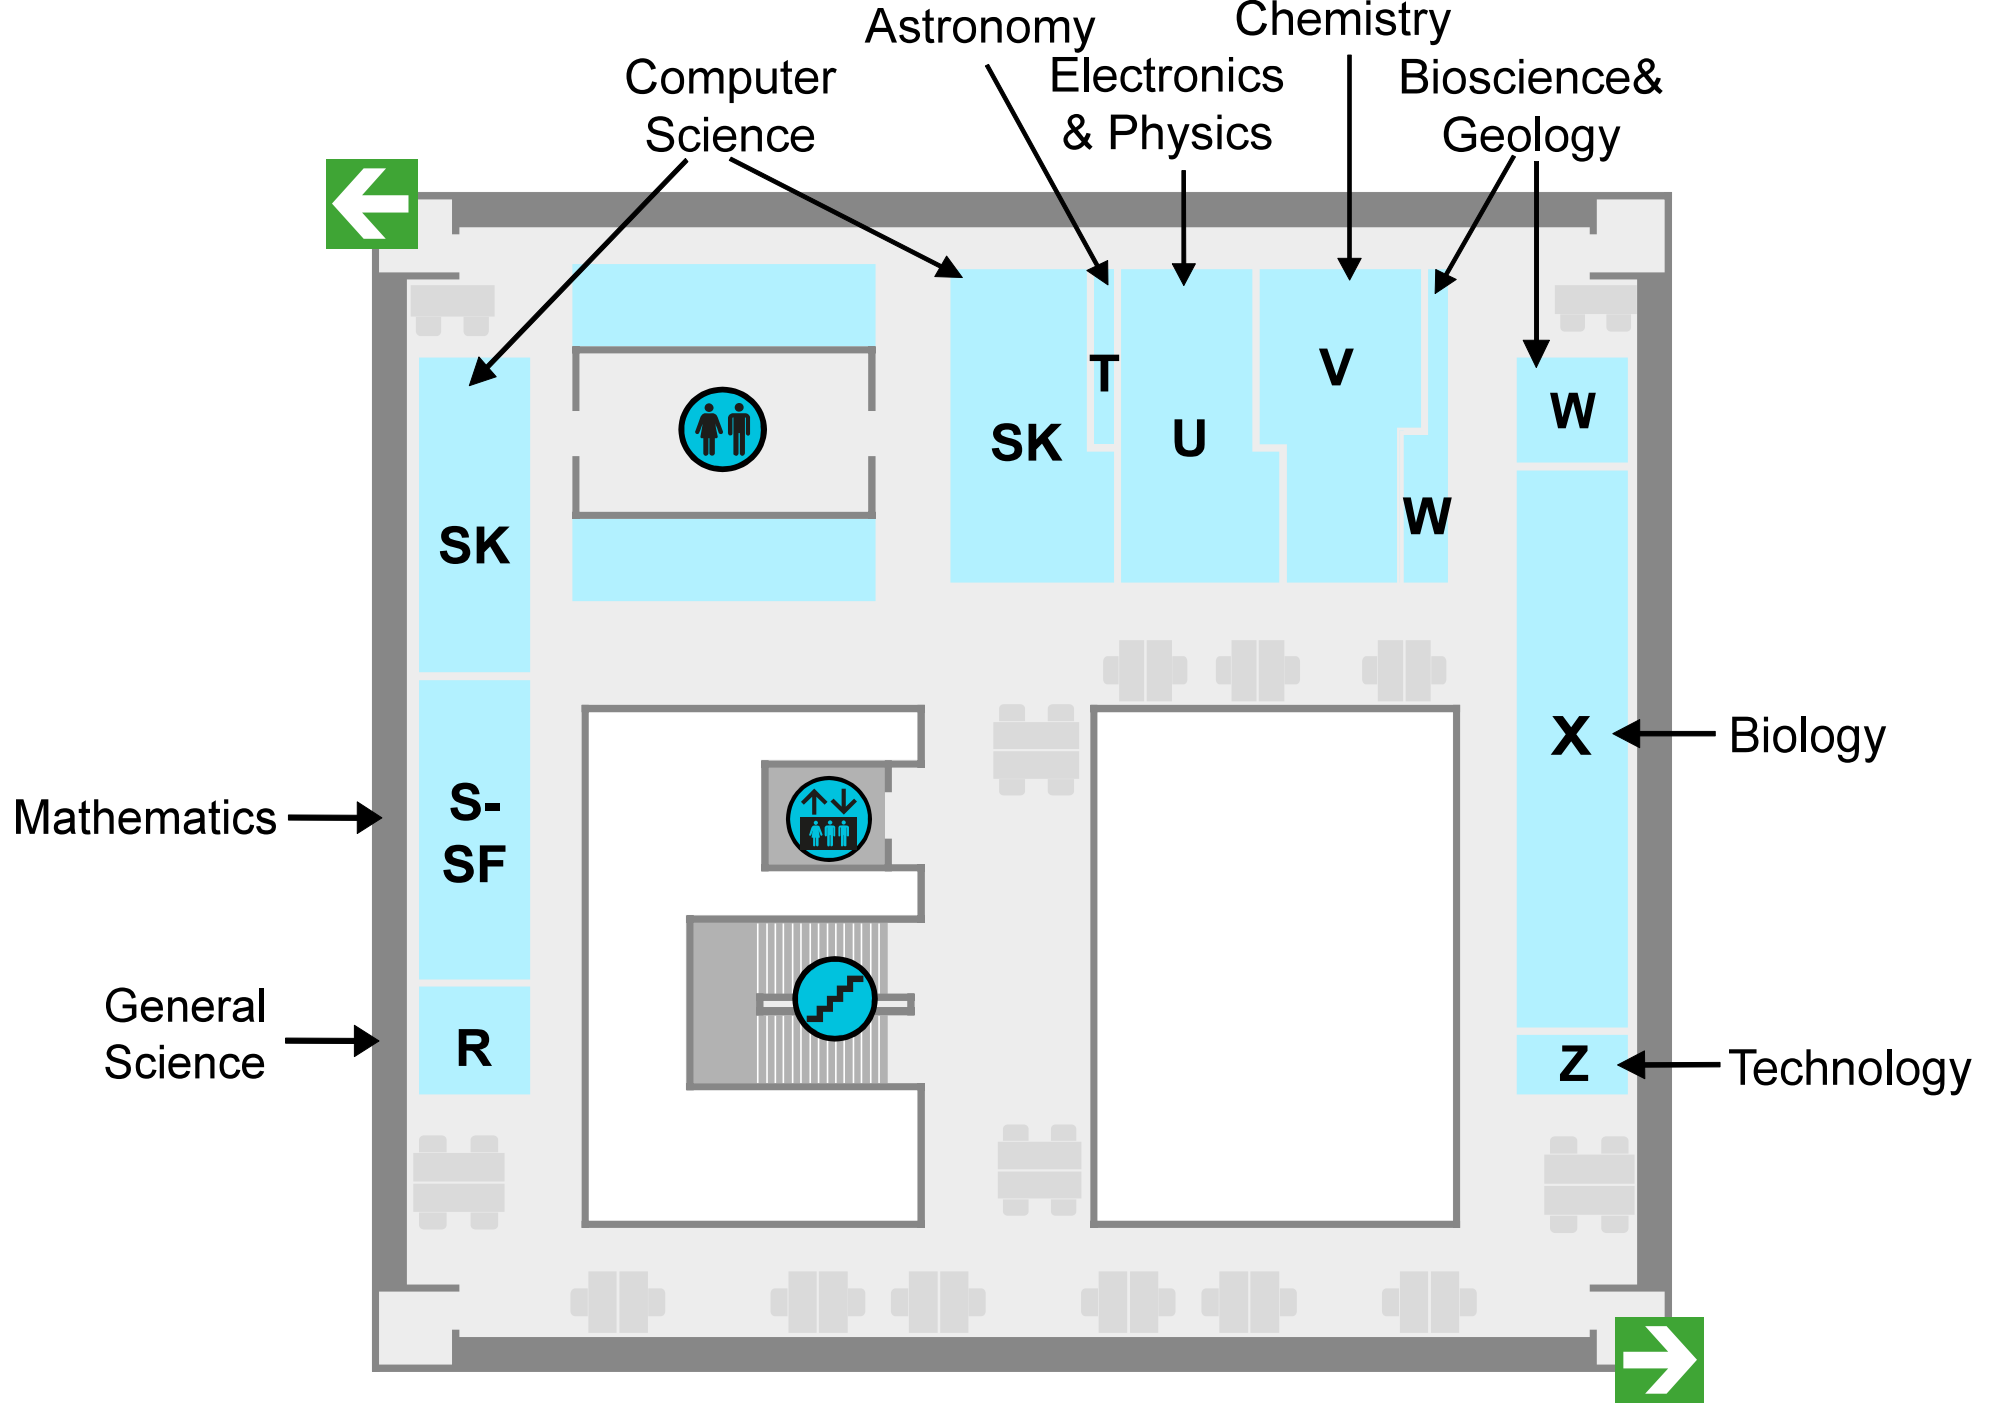 Astronomy
Chemistry
Computer
Science
Electronics
& Physics
Bioscience&
Geology
T
V
W
SK
U
SK
W
X
Biology
S-
SF
Mathematics
General
Science
R
Z
Technology